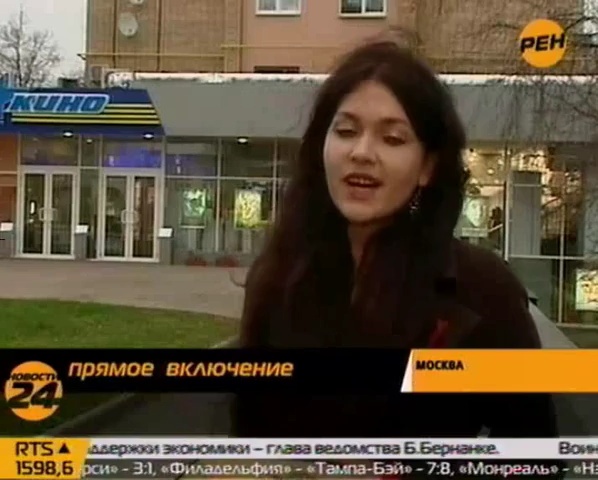 РЕН
КИНО
ПРЯМОЕ ВКЛЮЧЕНИЕ
МОСКВА
НОВОСТИ
24
RTS ▲
1598,6
ддержки экономики – глава ведомства Б.Бернанке. Воин
рси» - 3:1, «Филадельфия» - «Тампа-Бэй» - 7:8, «Монреаль» - «На